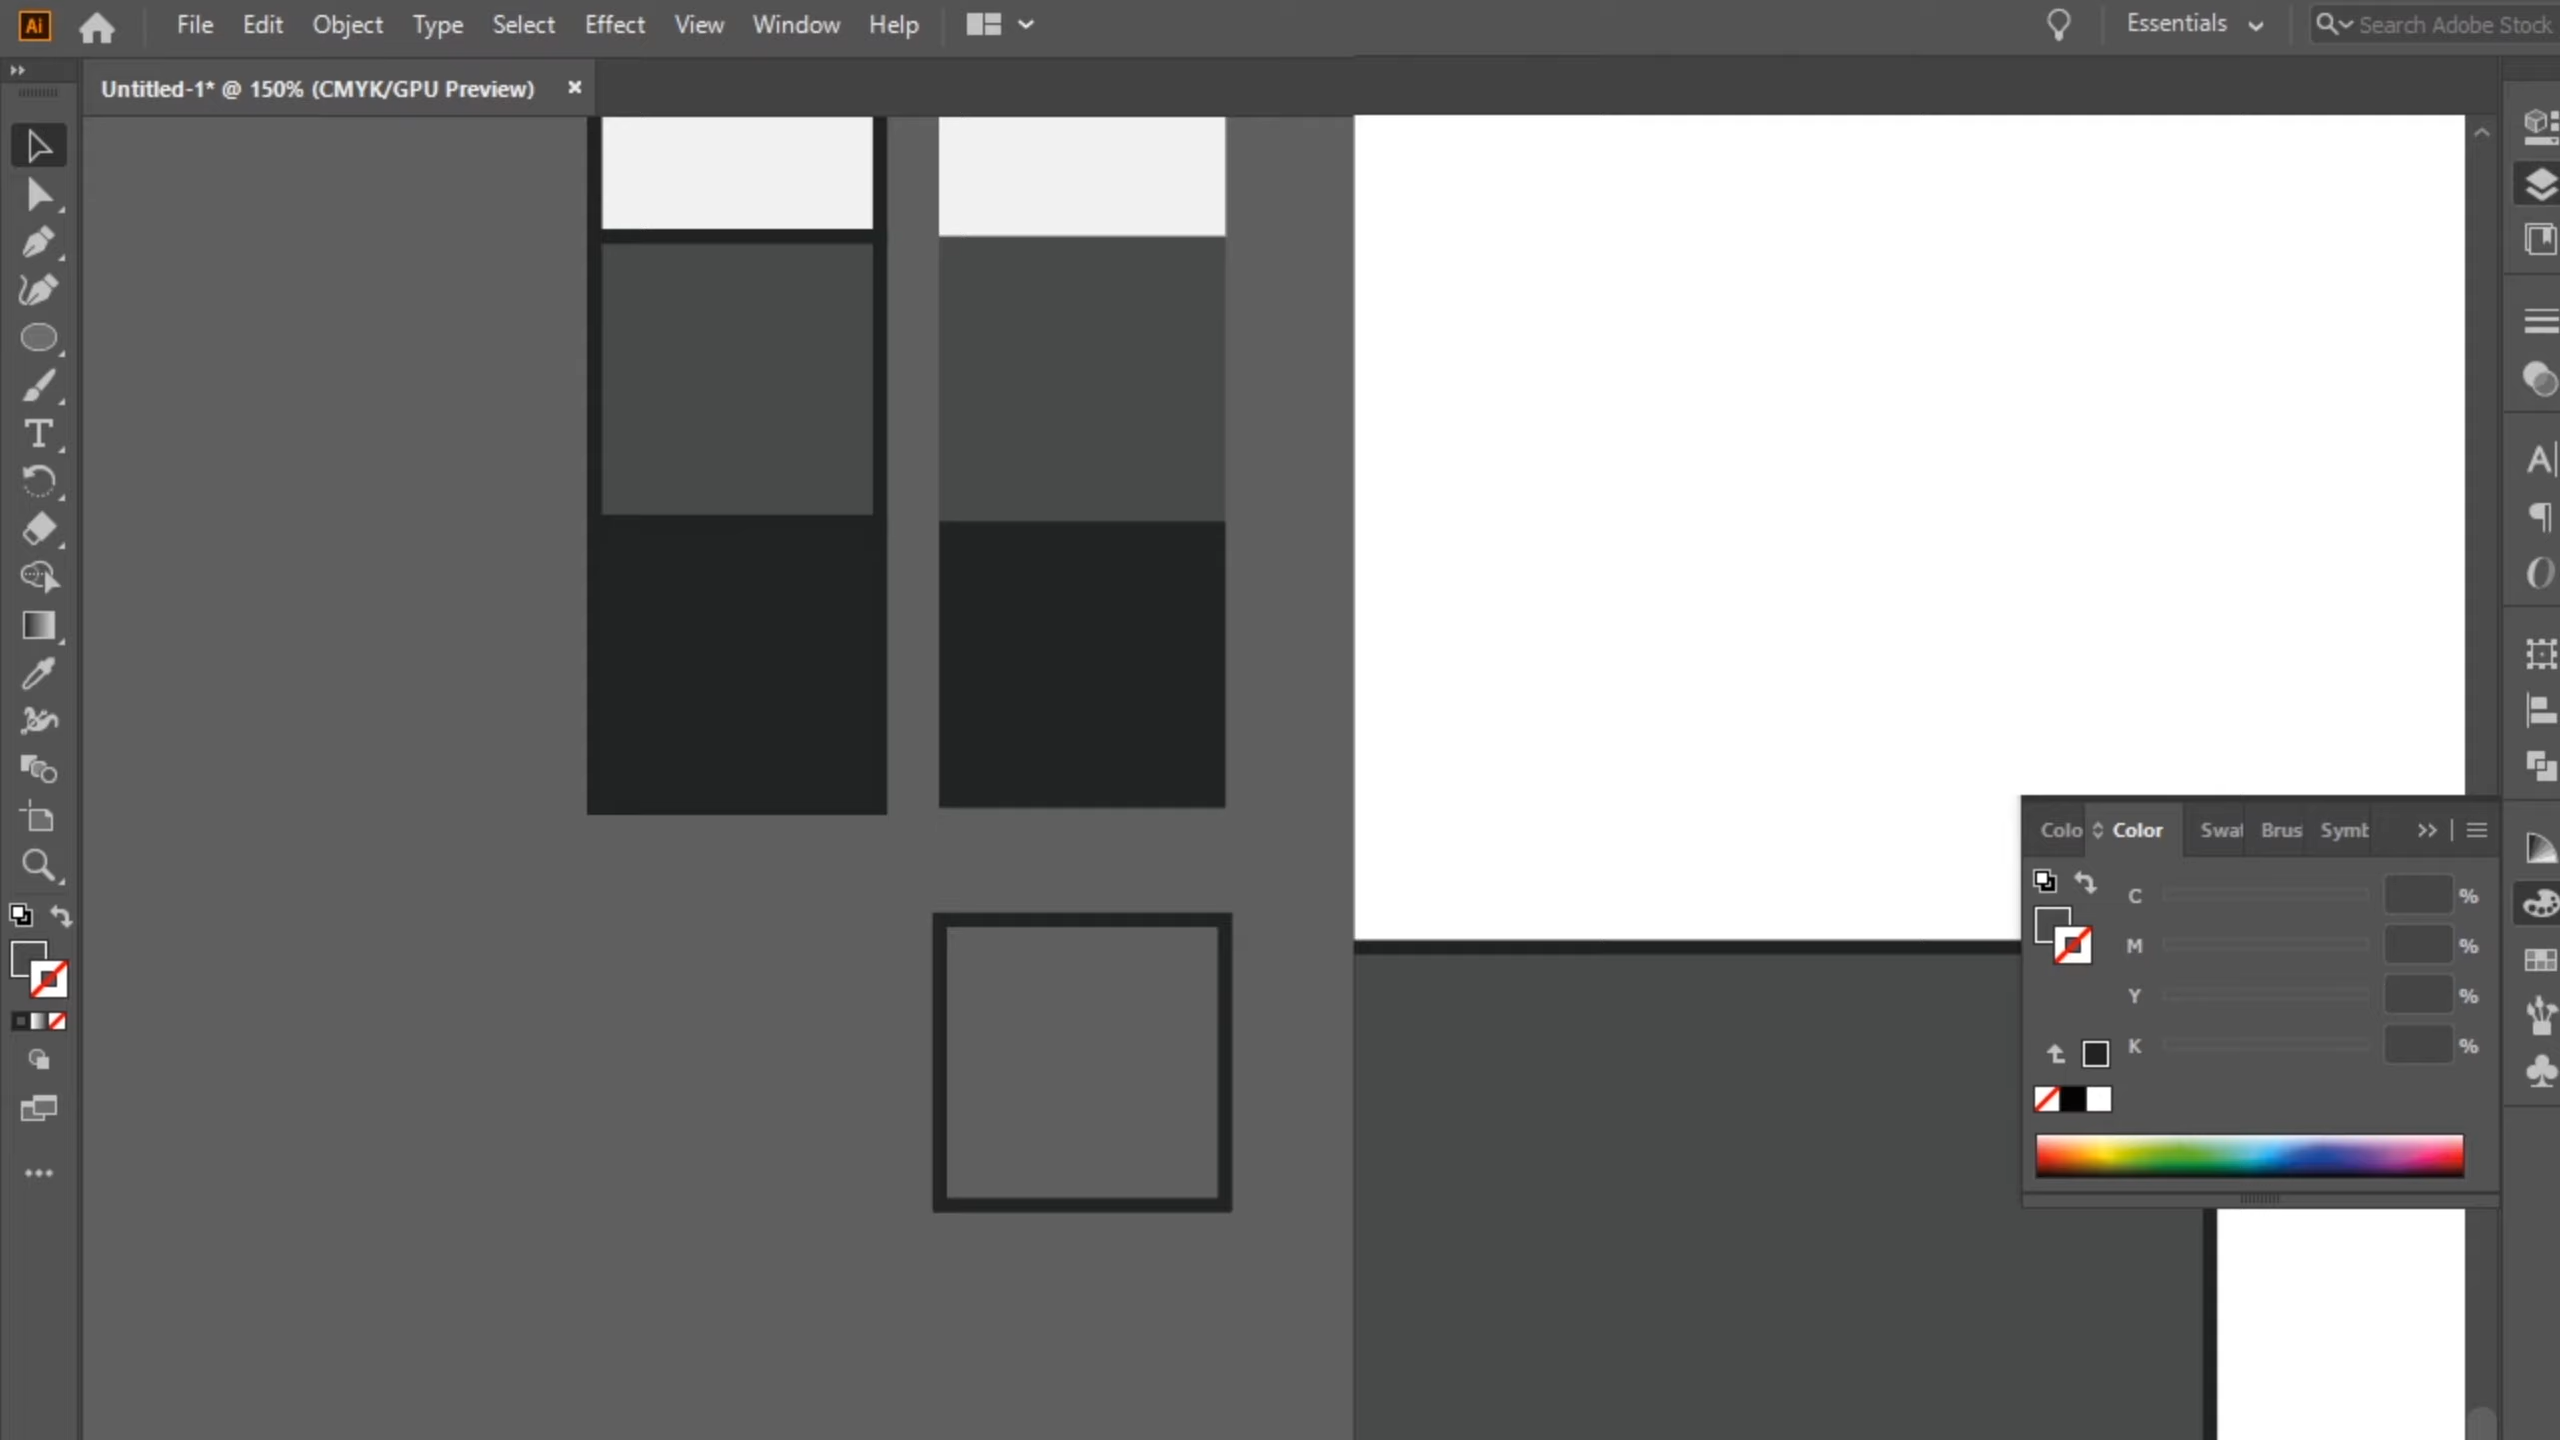 Ai File Edit Object Type Select Effect View Window Help Essentials Search Adobe Stock
Untitled-1* @ 150% (CMYK/GPU Preview) ×
Colo Color Swat Brus Symb
C %
M %
Y %
K %